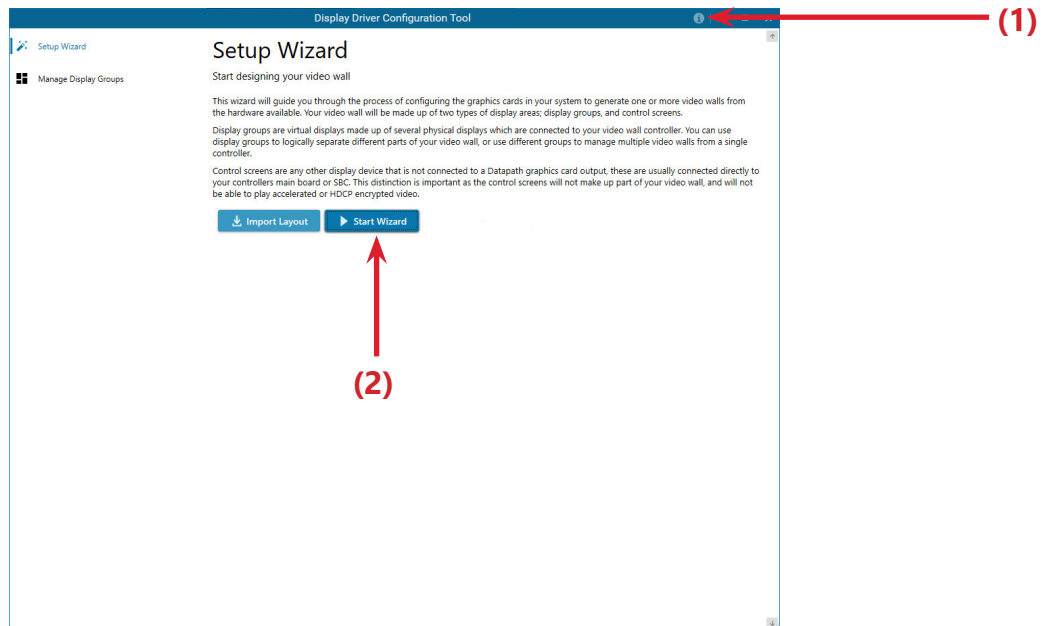 Display Driver Configuration Tool
(1)
Setup Wizard
Manage Display Groups
Setup Wizard
Start designing your video wall
This wizard will guide you through the process of configuring the graphics cards in your system to generate one or more video walls from
the hardware available. Your video wall will be made up of two types of display areas; display groups, and control screens.
Display groups are virtual displays made up of several physical displays which are connected to your video wall controller. You can use
display groups to logically separate different parts of your video wall, or use different groups to manage multiple video walls from a single
controller.
Control screens are any other display device that is not connected to a Datapath graphics card output, these are usually connected directly to
your controllers main board or SBC. This distinction is important as the control screens will not make up part of your video wall, and will not
be able to play accelerated or HDCP encrypted video.
Import Layout
Start Wizard
(2)